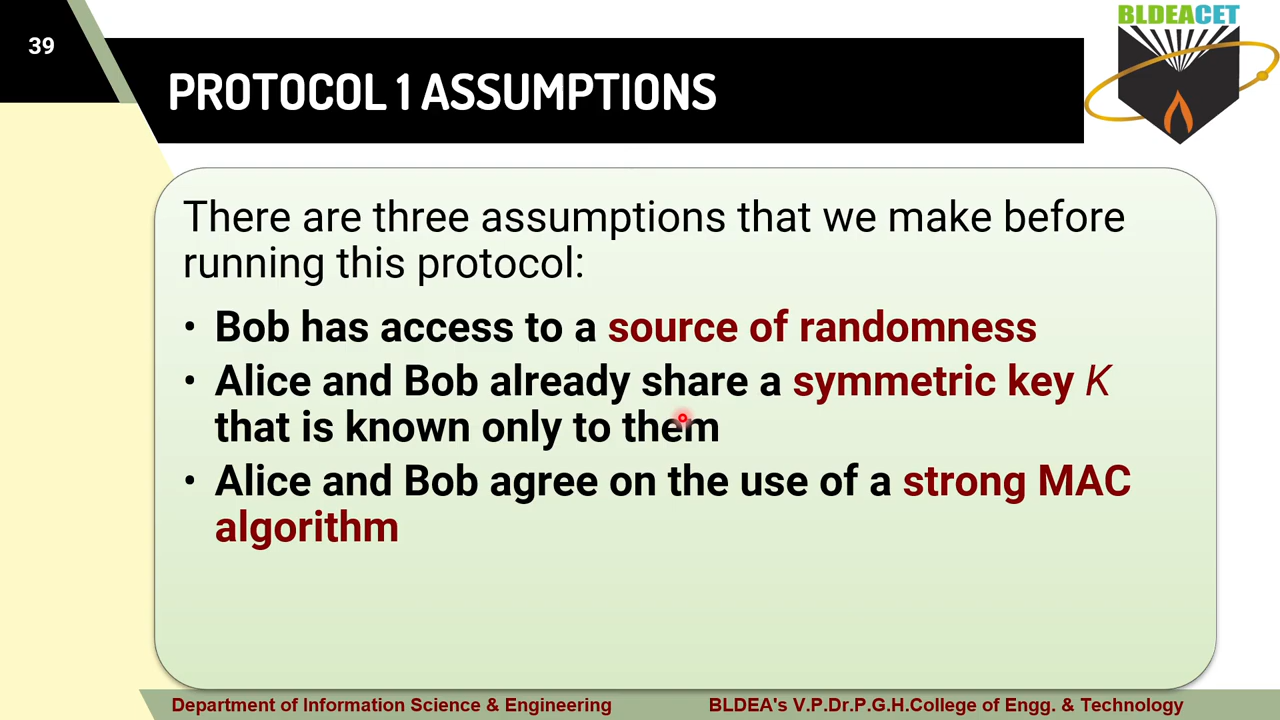 39
BLDEACET
PROTOCOL 1 ASSUMPTIONS
There are three assumptions that we make before
running this protocol:
• Bob has access to a source of randomness
• Alice and Bob already share a symmetric key K
that is known only to them
• Alice and Bob agree on the use of a strong MAC
algorithm
Department of Information Science & Engineering
BLDEA's V.P.Dr.P.G.H.College of Engg. & Technology